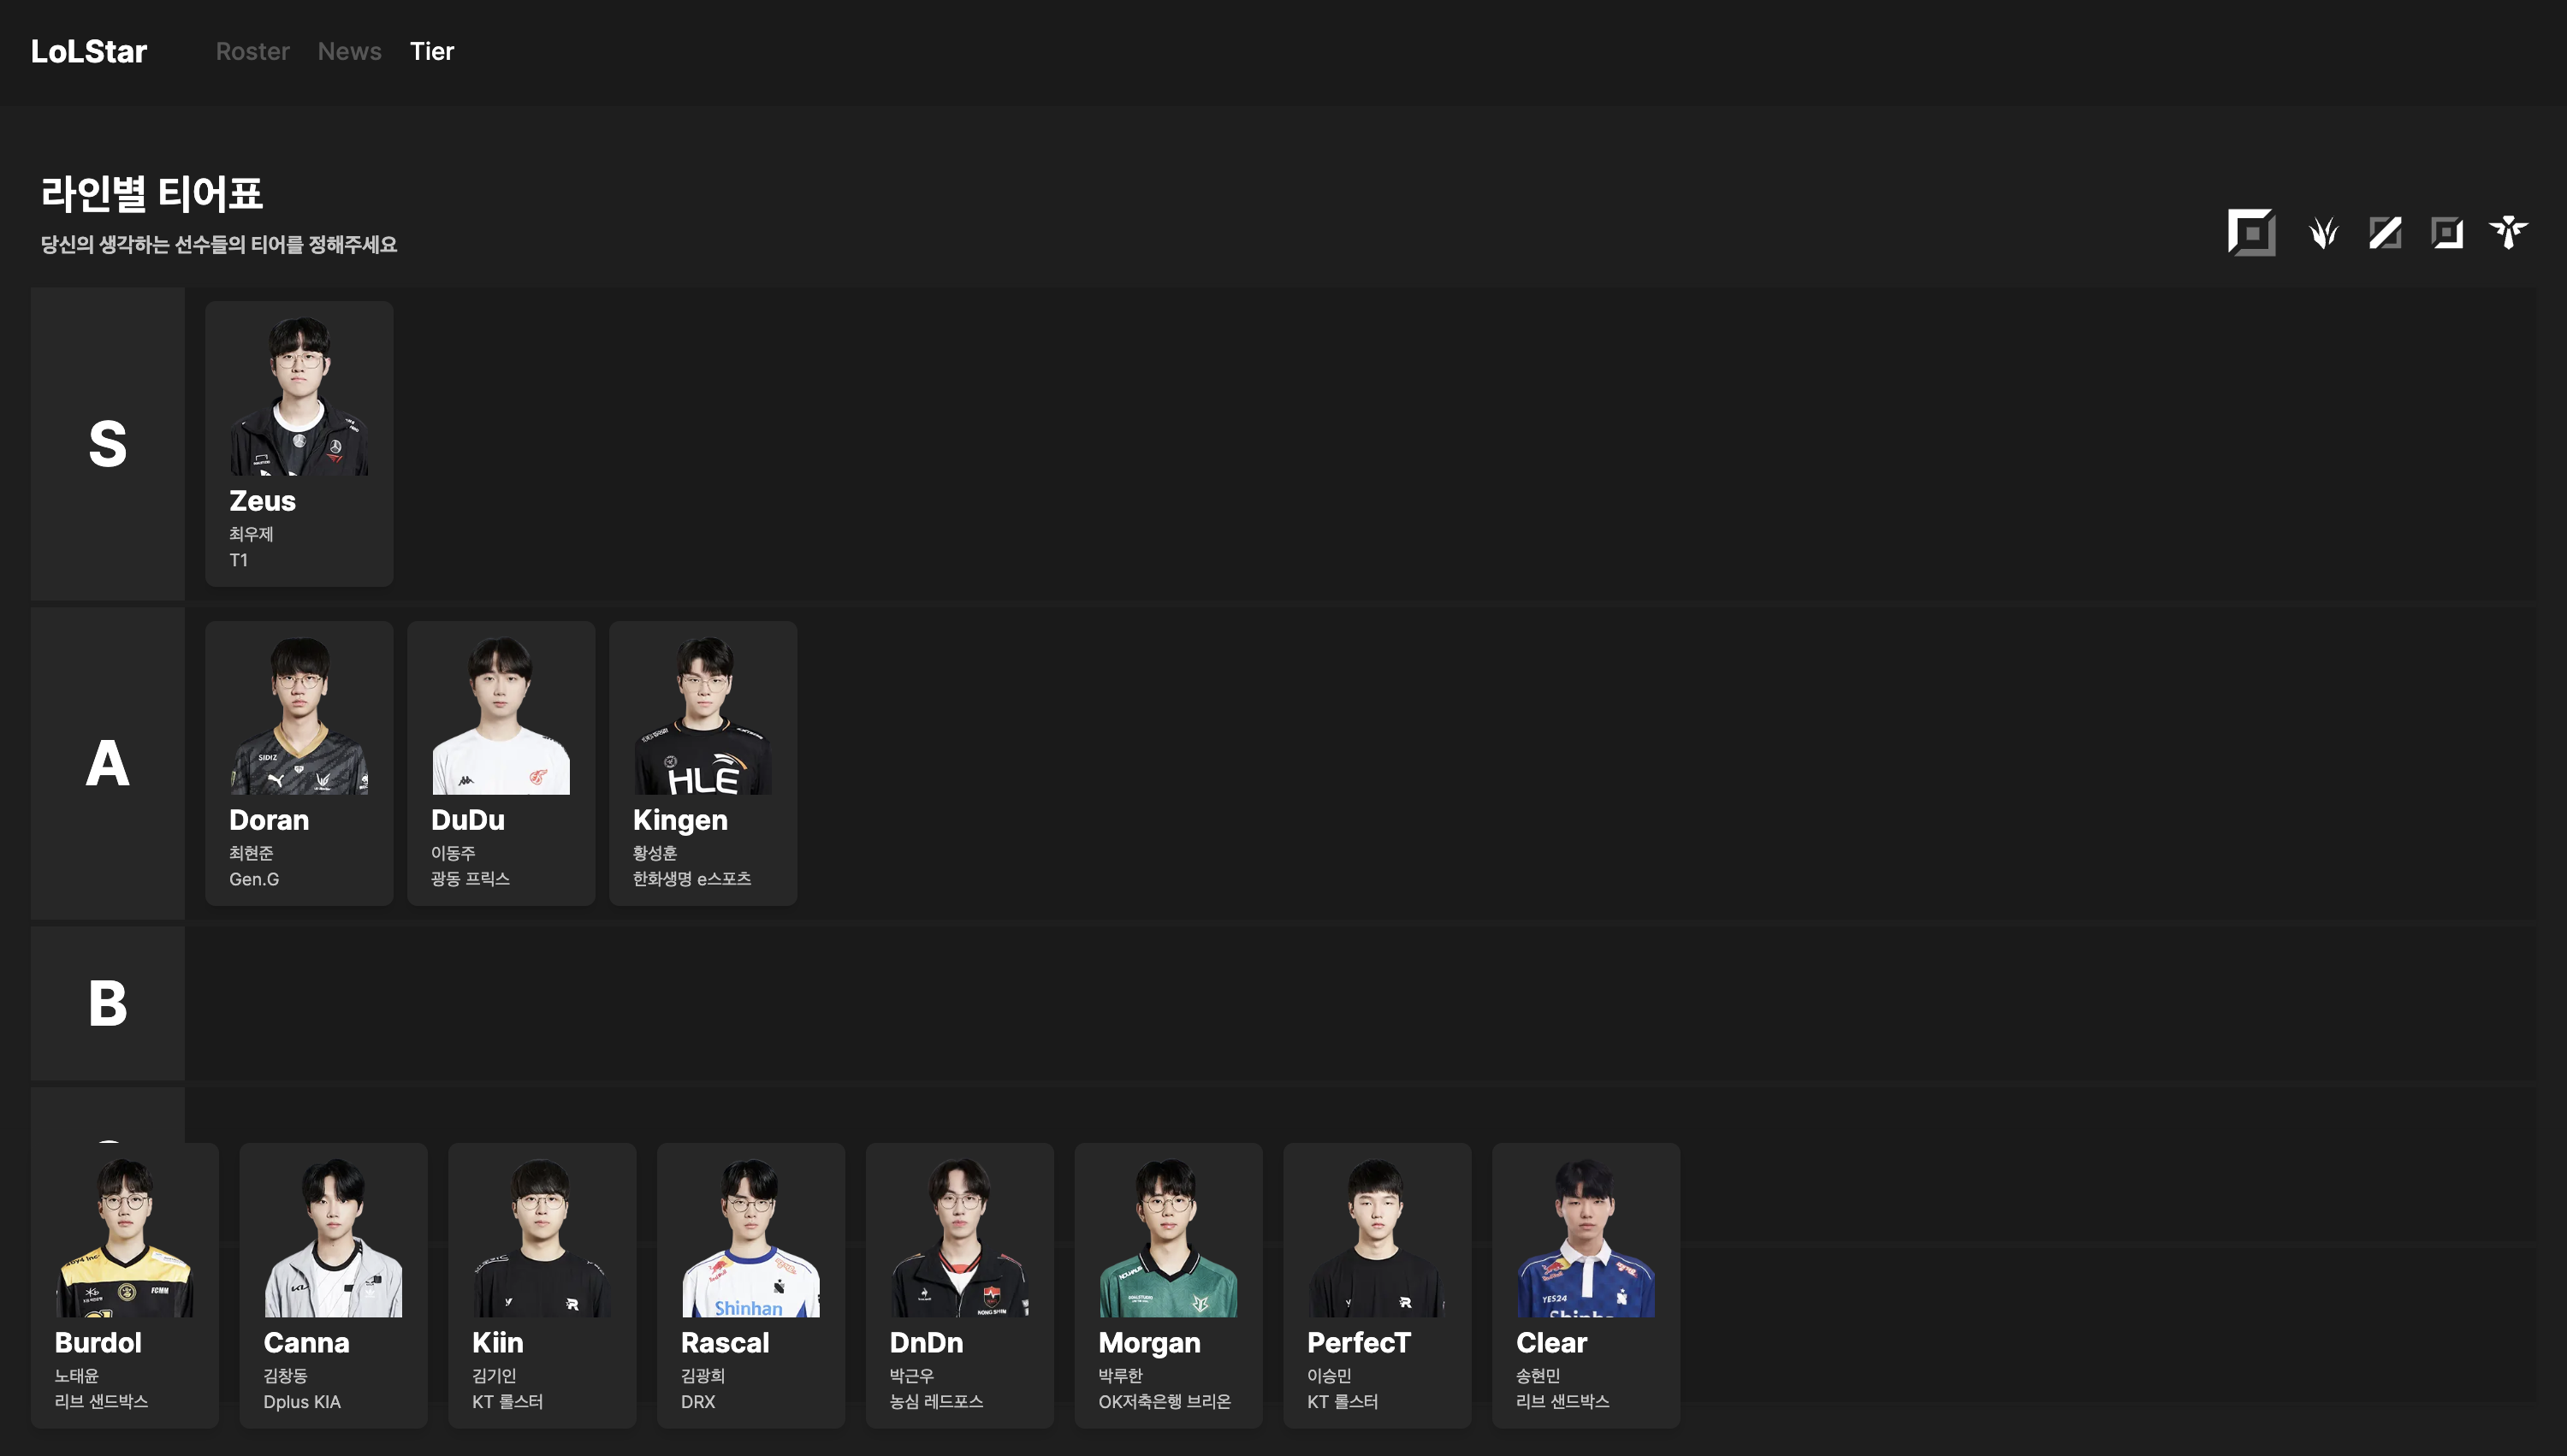 LoLStar
Roster
News
Tier
라인별 티어표
당신의 생각하는 선수들의 티어를 정해주세요
S
Zeus
최우제
T1
A
SIDIZ
Doran
최현준
Gen.G
DuDu
이동주
광동 프릭스
HLE
Kingen
황성훈
한화생명 e스포츠
B
FCMM
Burdol
노태윤
리브 샌드박스
Canna
김창동
Dplus KIA
Kiin
김기인
KT 롤스터
Shinhan
Rascal
김광희
DRX
NONGSHIM
DnDn
박근우
농심 레드포스
Morgan
박루한
OK저축은행 브리온
PerfecT
이승민
KT 롤스터
YES24
Clear
송현민
리브 샌드박스